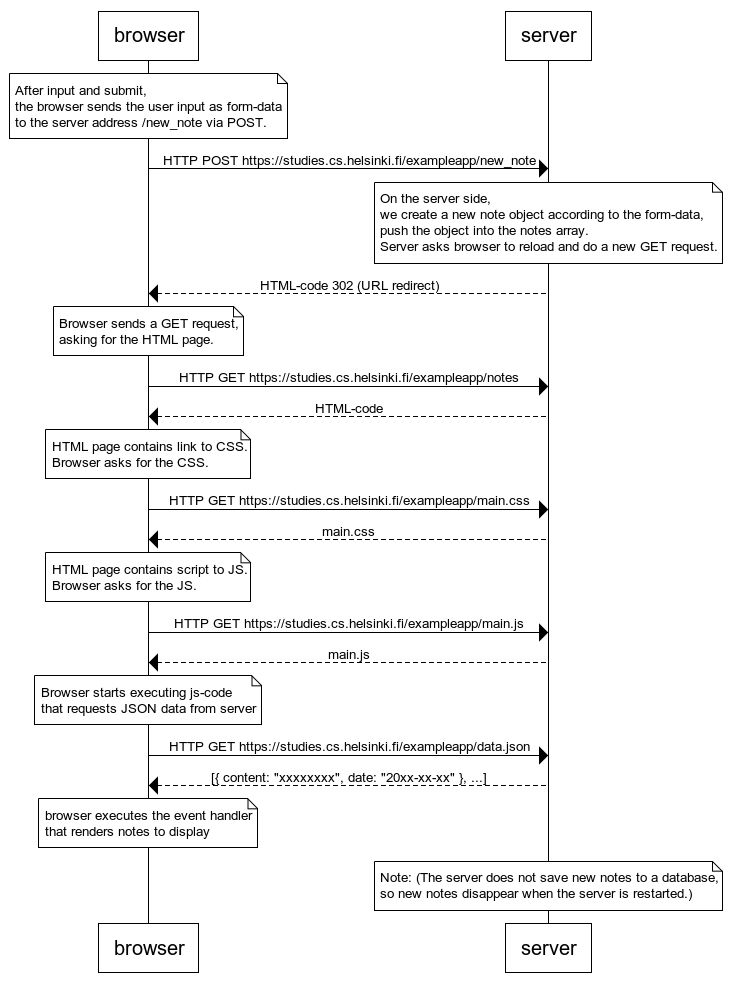 browser
server
After input and submit,
the browser sends the user input as form-data
to the server address /new_note via POST.
HTTP POST https://studies.cs.helsinki.fi/exampleapp/new_note
On the server side,
we create a new note object according to the form-data,
push the object into the notes array.
Server asks browser to reload and do a new GET request.
HTML-code 302 (URL redirect)
Browser sends a GET request,
asking for the HTML page.
HTTP GET https://studies.cs.helsinki.fi/exampleapp/notes
HTML-code
HTML page contains link to CSS.
Browser asks for the CSS.
HTTP GET https://studies.cs.helsinki.fi/exampleapp/main.css
main.css
HTML page contains script to JS.
Browser asks for the JS.
HTTP GET https://studies.cs.helsinki.fi/exampleapp/main.js
main.js
Browser starts executing js-code
that requests JSON data from server
HTTP GET https://studies.cs.helsinki.fi/exampleapp/data.json
[{ content: "xxxxxxxx", date: "20xx-xx-xx" }, ...]
browser executes the event handler
that renders notes to display
Note: (The server does not save new notes to a database,
so new notes disappear when the server is restarted.)
browser
server